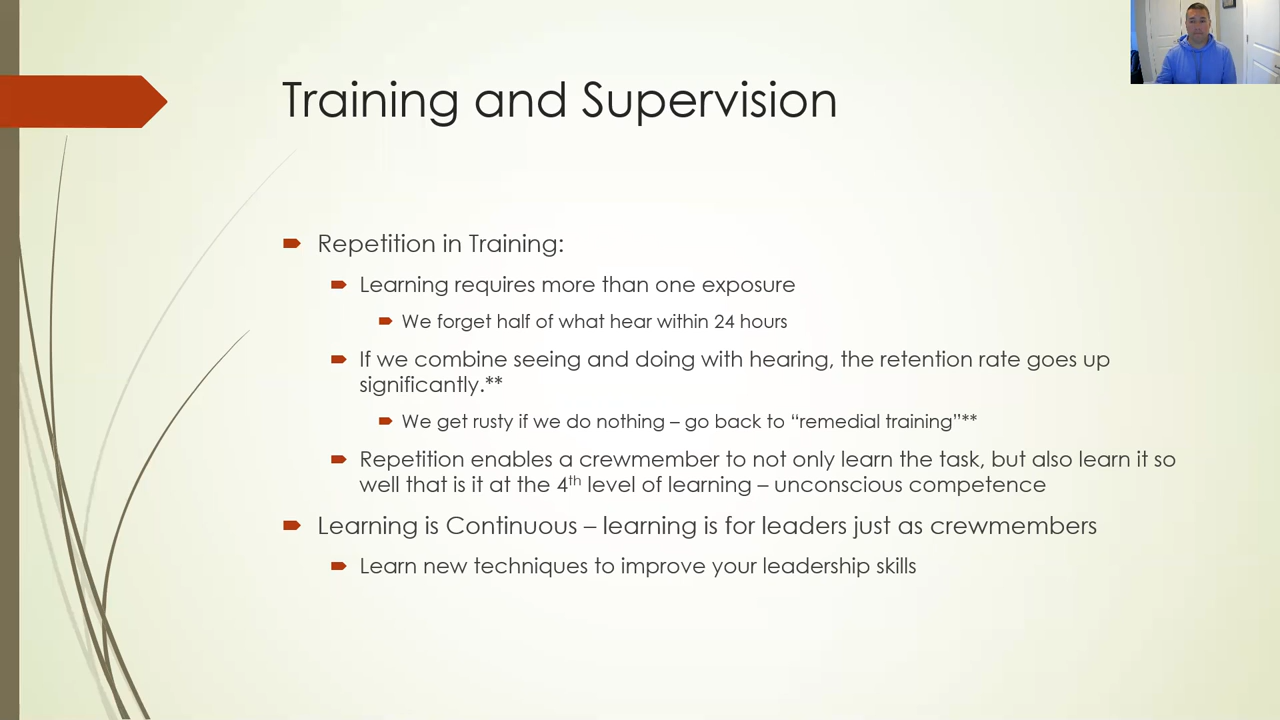 Training and Supervision
Repetition in Training:
Learning requires more than one exposure
We forget half of what hear within 24 hours
If we combine seeing and doing with hearing, the retention rate goes up
significantly.**
We get rusty if we do nothing – go back to “remedial training”**
Repetition enables a crewmember to not only learn the task, but also learn it so
well that is it at the 4th level of learning – unconscious competence
Learning is Continuous – learning is for leaders just as crewmembers
Learn new techniques to improve your leadership skills